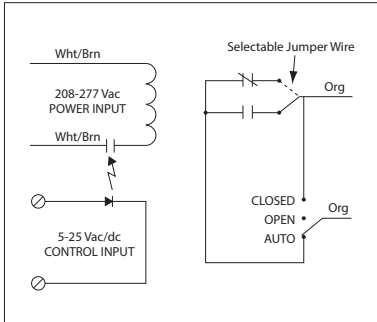 Wht/Brn
208-277 Vac
POWER INPUT
Wht/Brn
5-25 Vac/dc
CONTROL INPUT
Selectable Jumper Wire
Org
CLOSED
OPEN
AUTO
Org